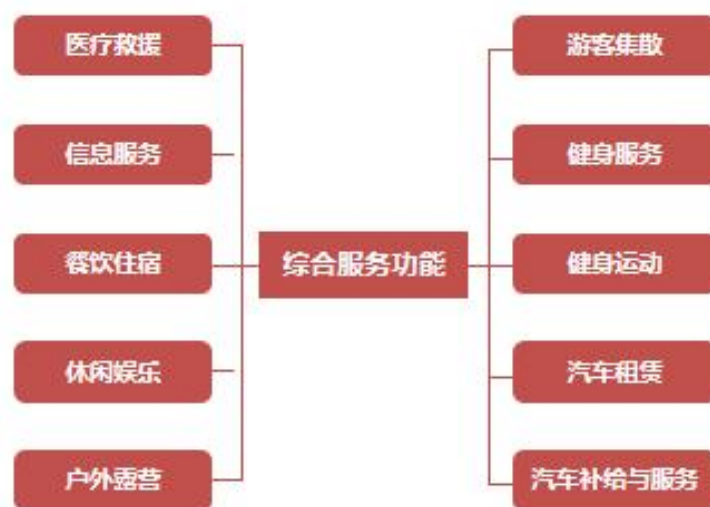 医疗救援
信息服务
餐饮住宿
休闲娱乐
户外露营
综合服务功能
游客集散
健身服务
健身运动
汽车租赁
汽车补给与服务